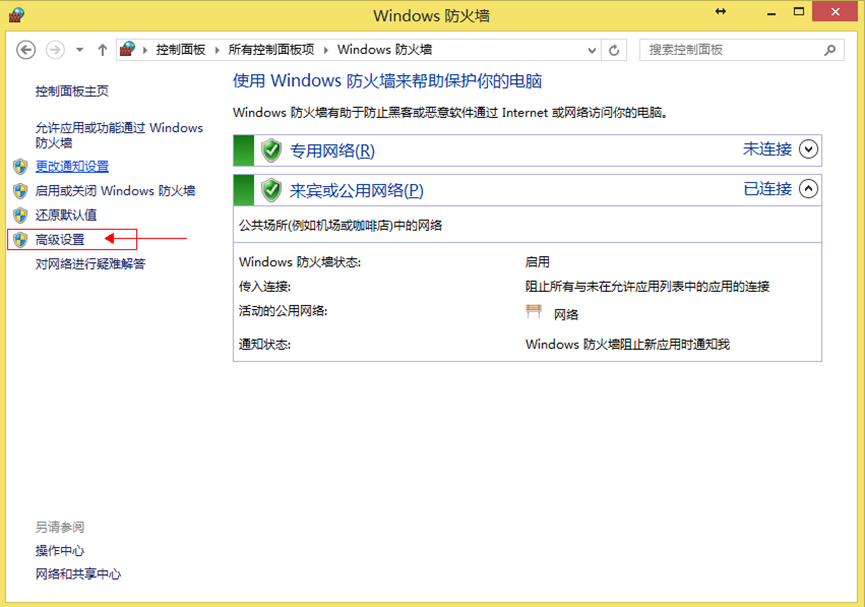 Windows 防火墙
控制面板 所有控制面板项 Windows 防火墙
搜索控制面板
控制面板主页
允许应用或功能通过 Windows
防火墙
更改通知设置
启用或关闭 Windows 防火墙
还原默认值
高级设置
对网络进行疑难解答
使用 Windows 防火墙来帮助保护你的电脑
Windows 防火墙有助于防止黑客或恶意软件通过 Internet 或网络访问你的电脑。
专用网络(R) 未连接
来宾或公用网络(P) 已连接
公共场所(例如机场或咖啡店)中的网络
Windows 防火墙状态: 启用
传入连接: 阻止所有与未在允许应用列表中的应用的连接
活动的公用网络: 网络
通知状态: Windows 防火墙阻止新应用时通知我
另请参阅
操作中心
网络和共享中心